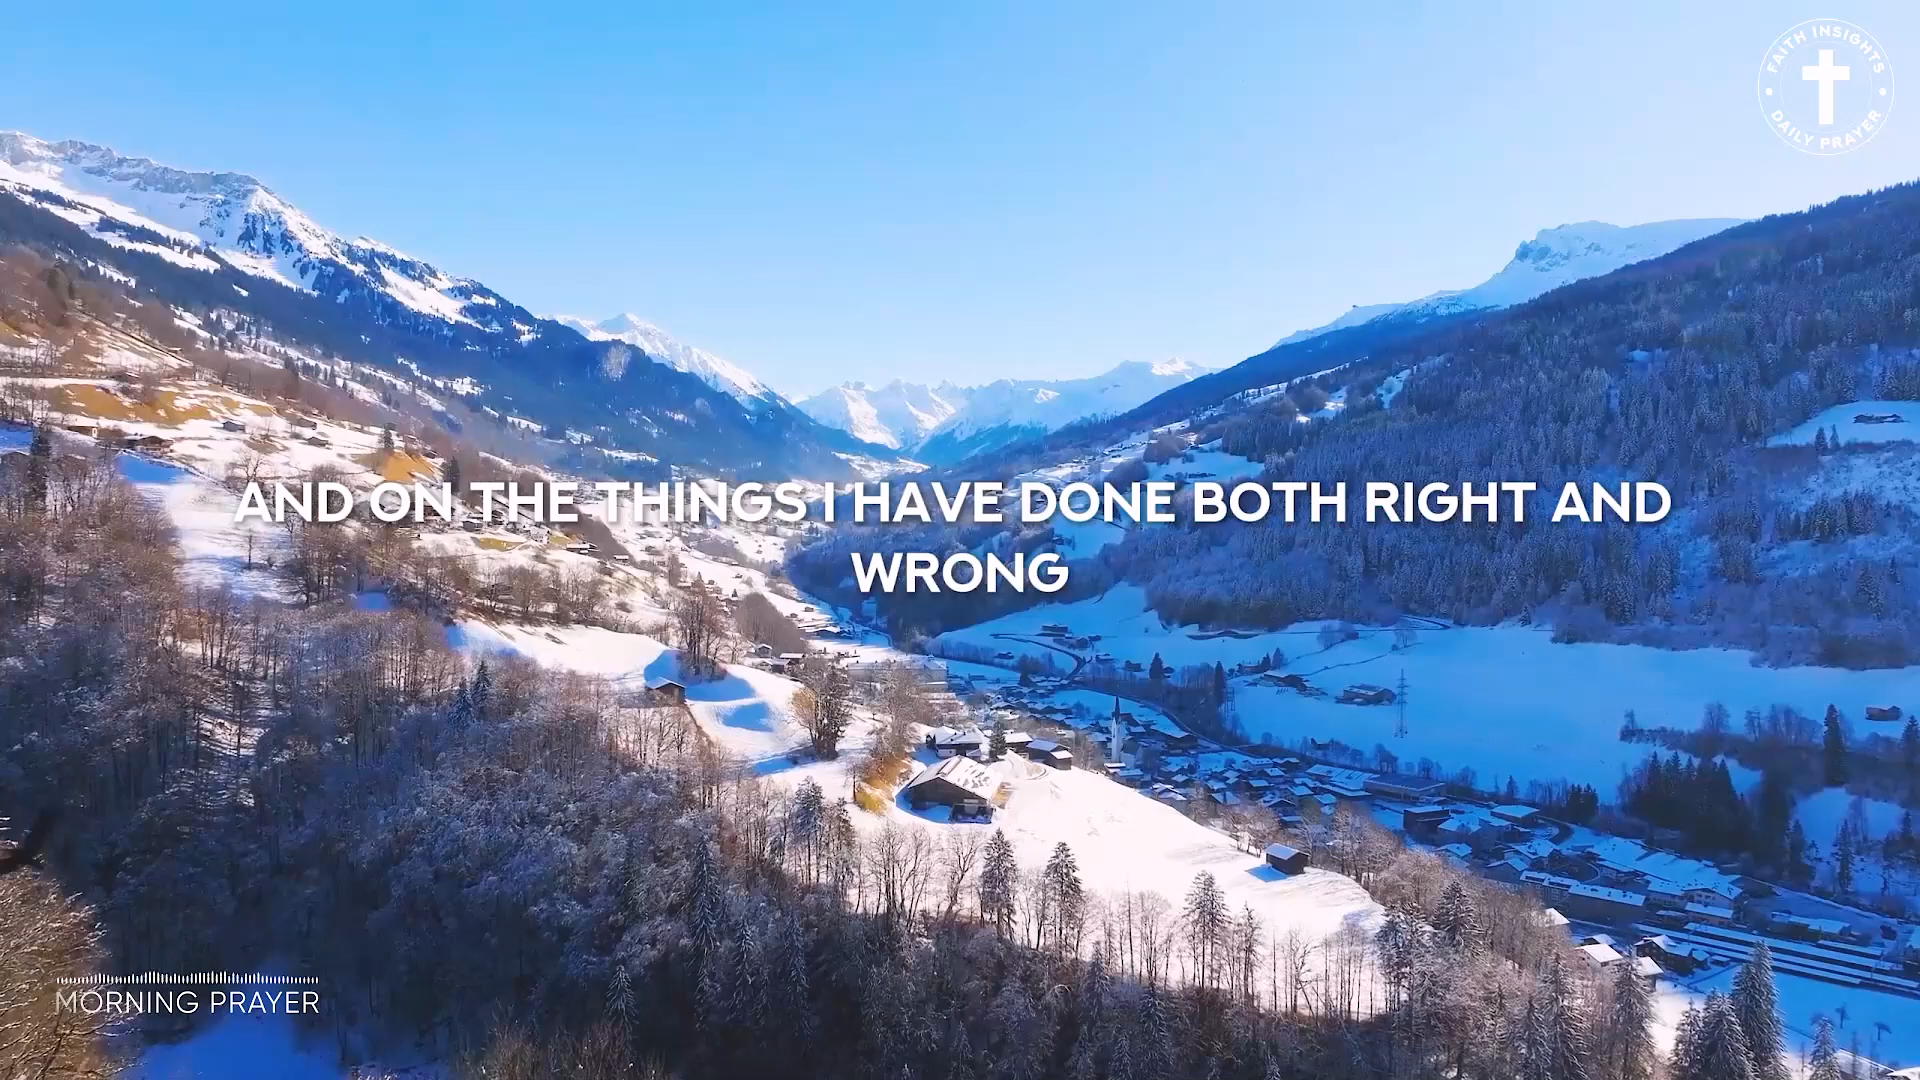 FAITH INSIGHTS
DAILY PRAYER
AND ON THE THINGS I HAVE DONE BOTH RIGHT AND
WRONG
MORNING PRAYER